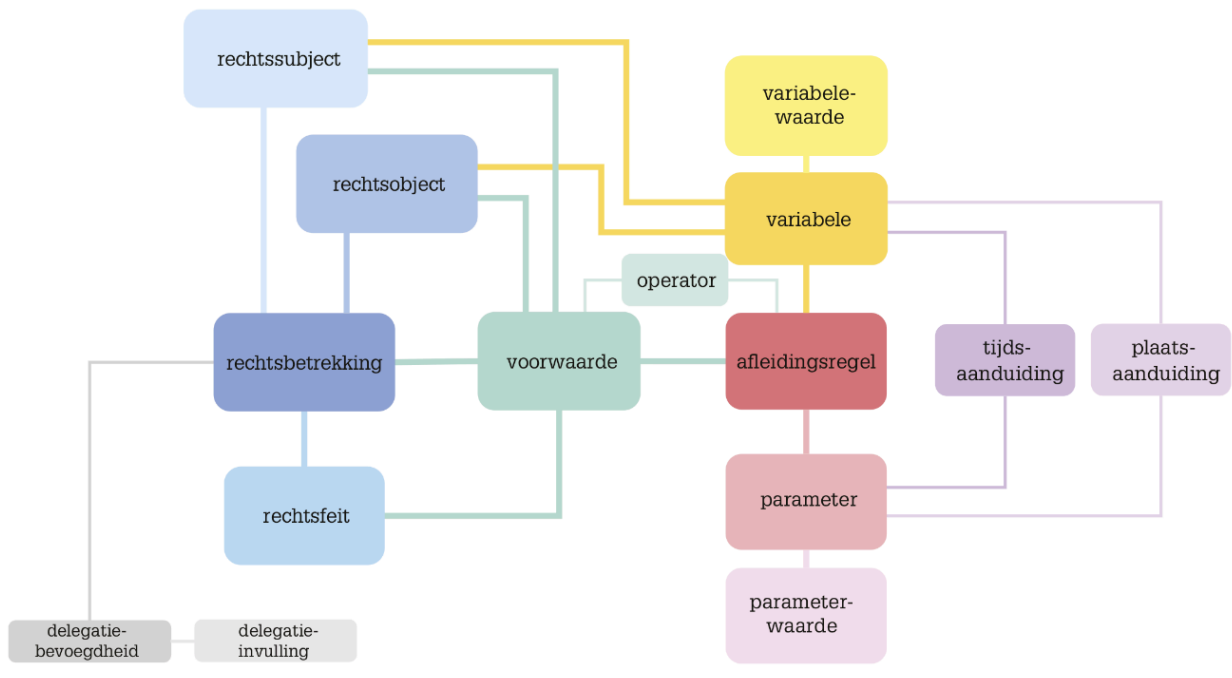 rechtssubject
variabele-
waarde
rechtsobject
variabele
operator
rechtsbetrekking
voorwaarde
afleidingsregel
tijds-
aanduiding
plaats-
aanduiding
rechtsfeit
parameter
parameter-
waarde
delegatie-
bevoegdheid
delegatie-
invulling